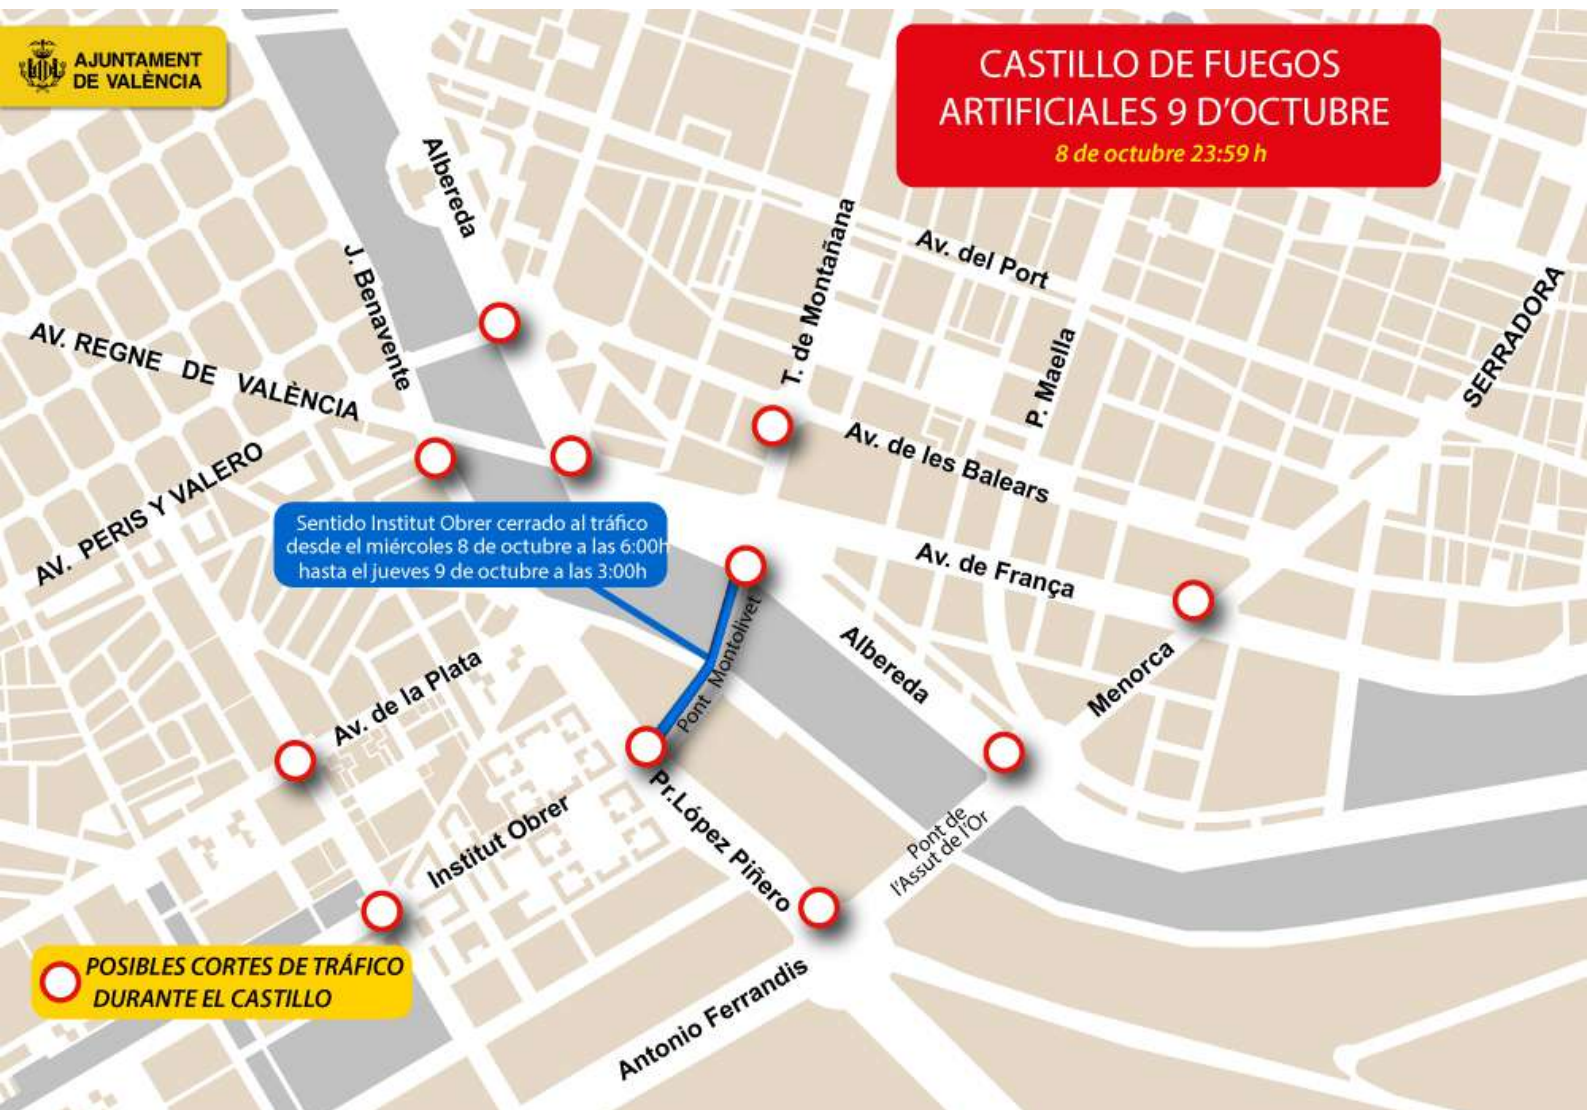 AJUNTAMENT
DE VALÈNCIA
CASTILLO DE FUEGOS
ARTIFICIALES 9 D'OCTUBRE
8 de octubre 23:59 h
Albereda
J. Benavente
T. de Montañana
Av. del Port
P. Maella
SERRADORA
AV. REGNE DE VALÈNCIA
AV. PERIS Y VALERO
Av. de les Balears
Sentido Institut Obrer cerrado al tráfico
desde el miércoles 8 de octubre a las 6:00h
hasta el jueves 9 de octubre a las 3:00h
Av. de França
Pont Montolivet
Albereda
Menorca
Av. de la Plata
Institut Obrer
Pr.López Piñero
Pont de
l'Assut de l'Or
Antonio Ferrandis
POSIBLES CORTES DE TRÁFICO
DURANTE EL CASTILLO